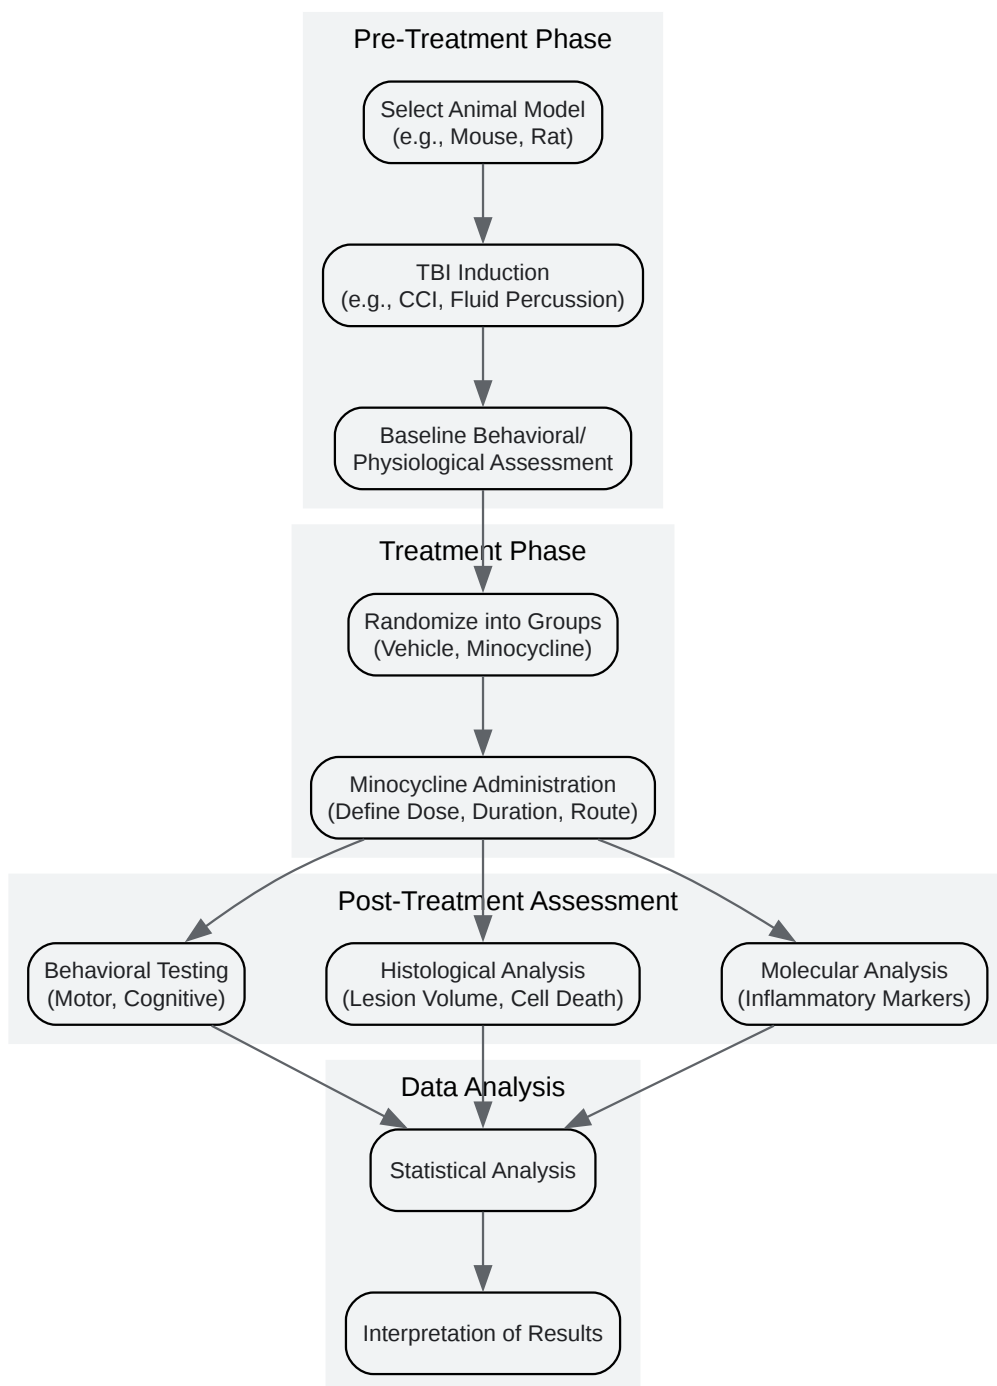 Pre-Treatment Phase
Select Animal Model
(e.g., Mouse, Rat)
TBI Induction
(e.g., CCI, Fluid Percussion)
Baseline Behavioral/
Physiological Assessment
Treatment Phase
Randomize into Groups
(Vehicle, Minocycline)
Minocycline Administration
(Define Dose, Duration, Route)
Post-Treatment Assessment
Behavioral Testing
(Motor, Cognitive)
Histological Analysis
(Lesion Volume, Cell Death)
Molecular Analysis
(Inflammatory Markers)
Data Analysis
Statistical Analysis
Interpretation of Results